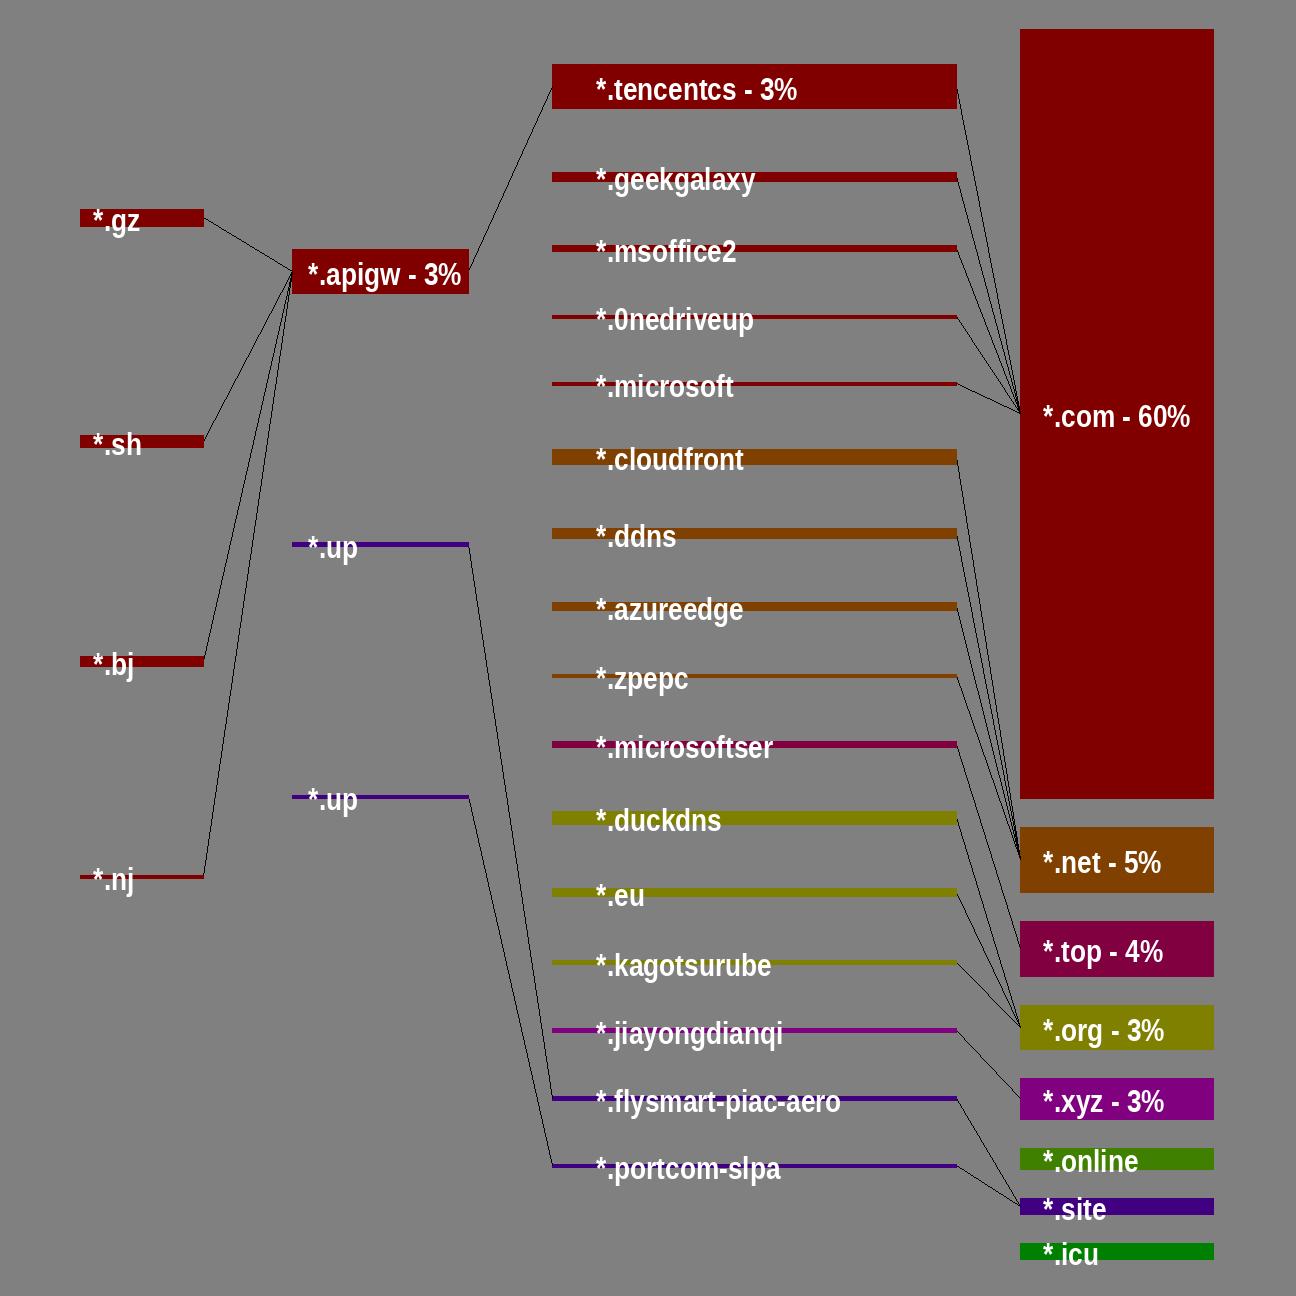 *.gz
*.sh
*.bj
*.nj
*.apigw - 3%
*.up
*.up
*.tencentcs - 3%
*.geekgalaxy
*.msoffice2
*.0nedriveup
*.microsoft
*.cloudfront
*.ddns
*.azureedge
*.zpepc
*.microsoftser
*.duckdns
*.eu
*.kagotsurube
*.jiayongdianqi
*.flysmart-piac-aero
*.portcom-slpa
*.com - 60%
*.net - 5%
*.top - 4%
*.org - 3%
*.xyz - 3%
*.online
*.site
*.icu